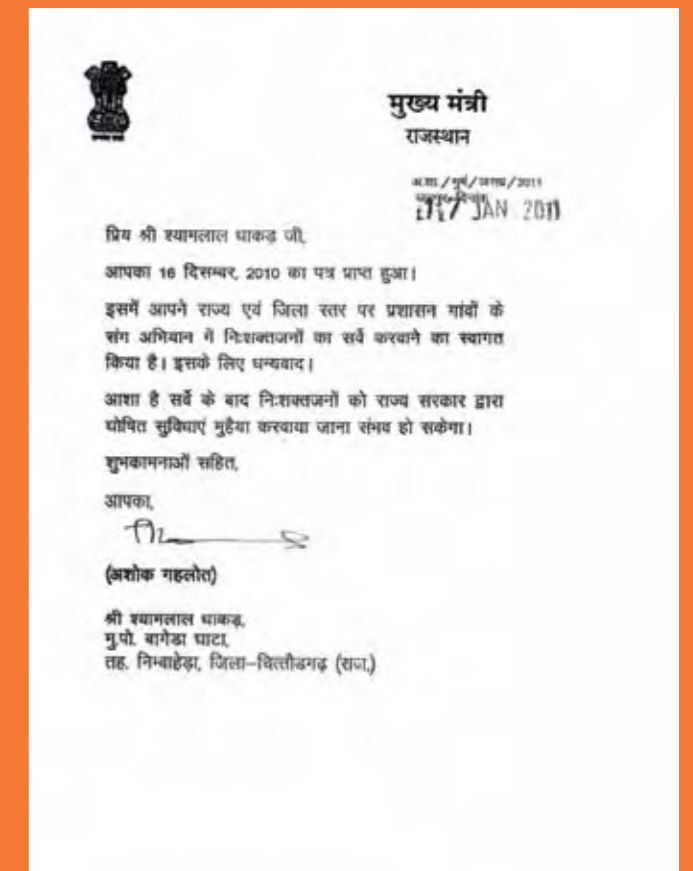 मुख्य मंत्री
राजस्थान
JAN 2011
प्रिय श्री श्यामलाल धाकड़ जी,
आपका 16 दिसम्बर, 2010 का पत्र प्राप्त हुआ।
इसमें आपने राज्य एवं जिला स्तर पर प्रशासन गांवों के
संग अभियान में निःशक्तजनों का सर्वे करवाने का स्वागत
किया है। इसके लिए धन्यवाद।
आशा है सर्वे के बाद निःशक्तजनों को राज्य सरकार द्वारा
घोषित सुविधाएं मुहैया करवाया जाना संभव हो सकेगा।
शुभकामनाओं सहित,
आपका,
(अशोक गहलोत)
श्री श्यामलाल धाकड़,
मु.पो. बागेडा घाटा,
तह. निम्बाहेड़ा, जिला–चित्तौडगढ़ (राज.)